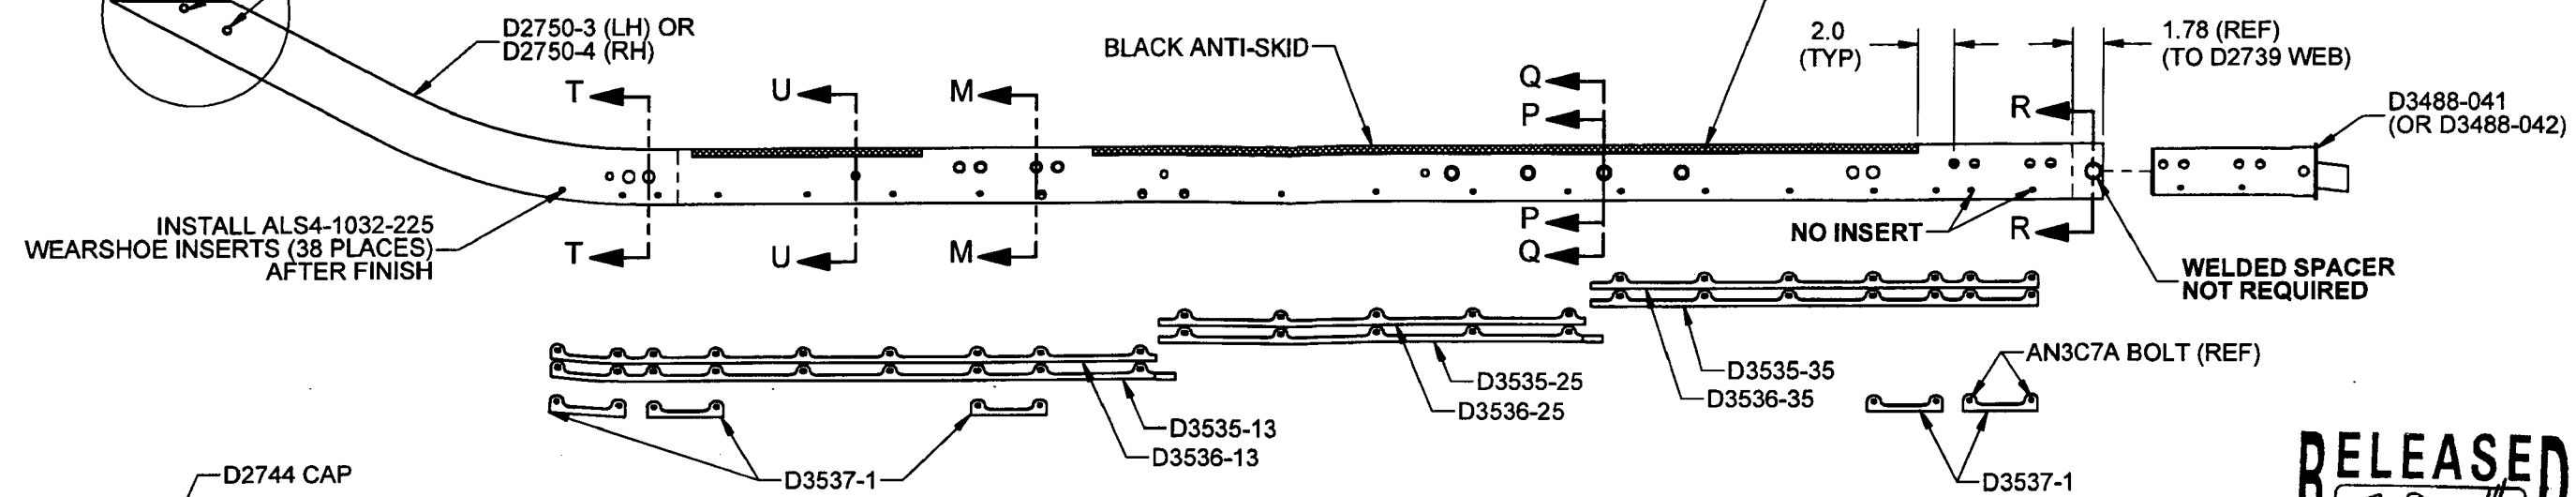 D2750-3 (LH) OR
D2750-4 (RH)
BLACK ANTI-SKID
2.0
(TYP)
1.78 (REF)
(TO D2739 WEB)
D3488-041
(OR D3488-042)
T
U
M
Q
P
R
INSTALL ALS4-1032-225
WEARSHOE INSERTS (38 PLACES)
AFTER FINISH
T
U
M
P
Q
NO INSERT
R
WELDED SPACER
NOT REQUIRED
D3535-13
D3536-13
D3535-25
D3536-25
D3535-35
D3536-35
AN3C7A BOLT (REF)
D3537-1
D3537-1
D2744 CAP
RELEASED